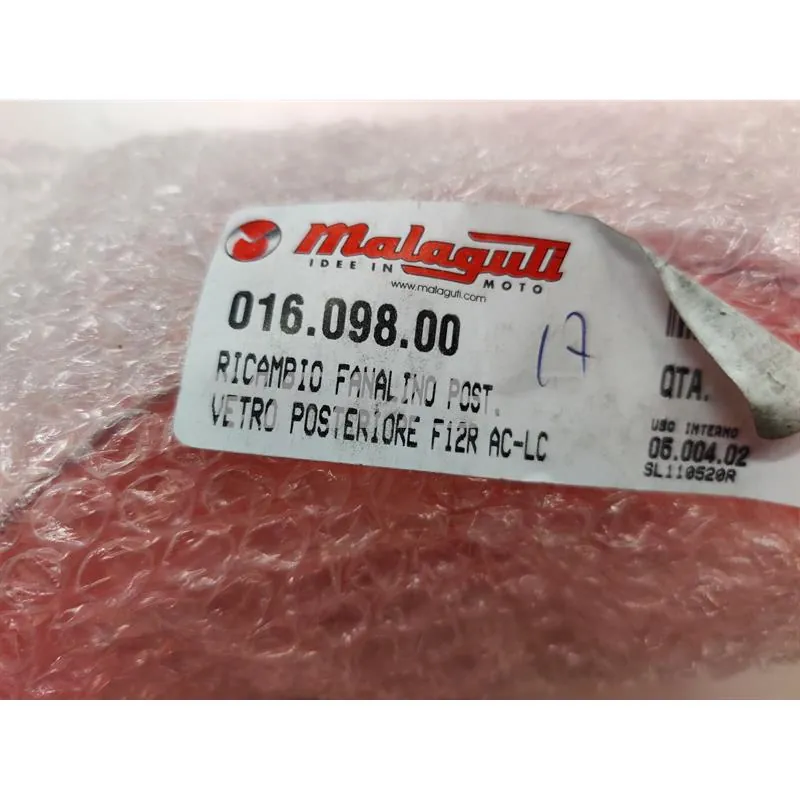 Malaguti
IDEE IN MOTO
www.malaguti.com
016.098.00
17
RICAMBIO FANALINO POST.
VETRO POSTERIORE F12R AC-LC
QTA.
USO INTERNO
06.004.02
SL110520R